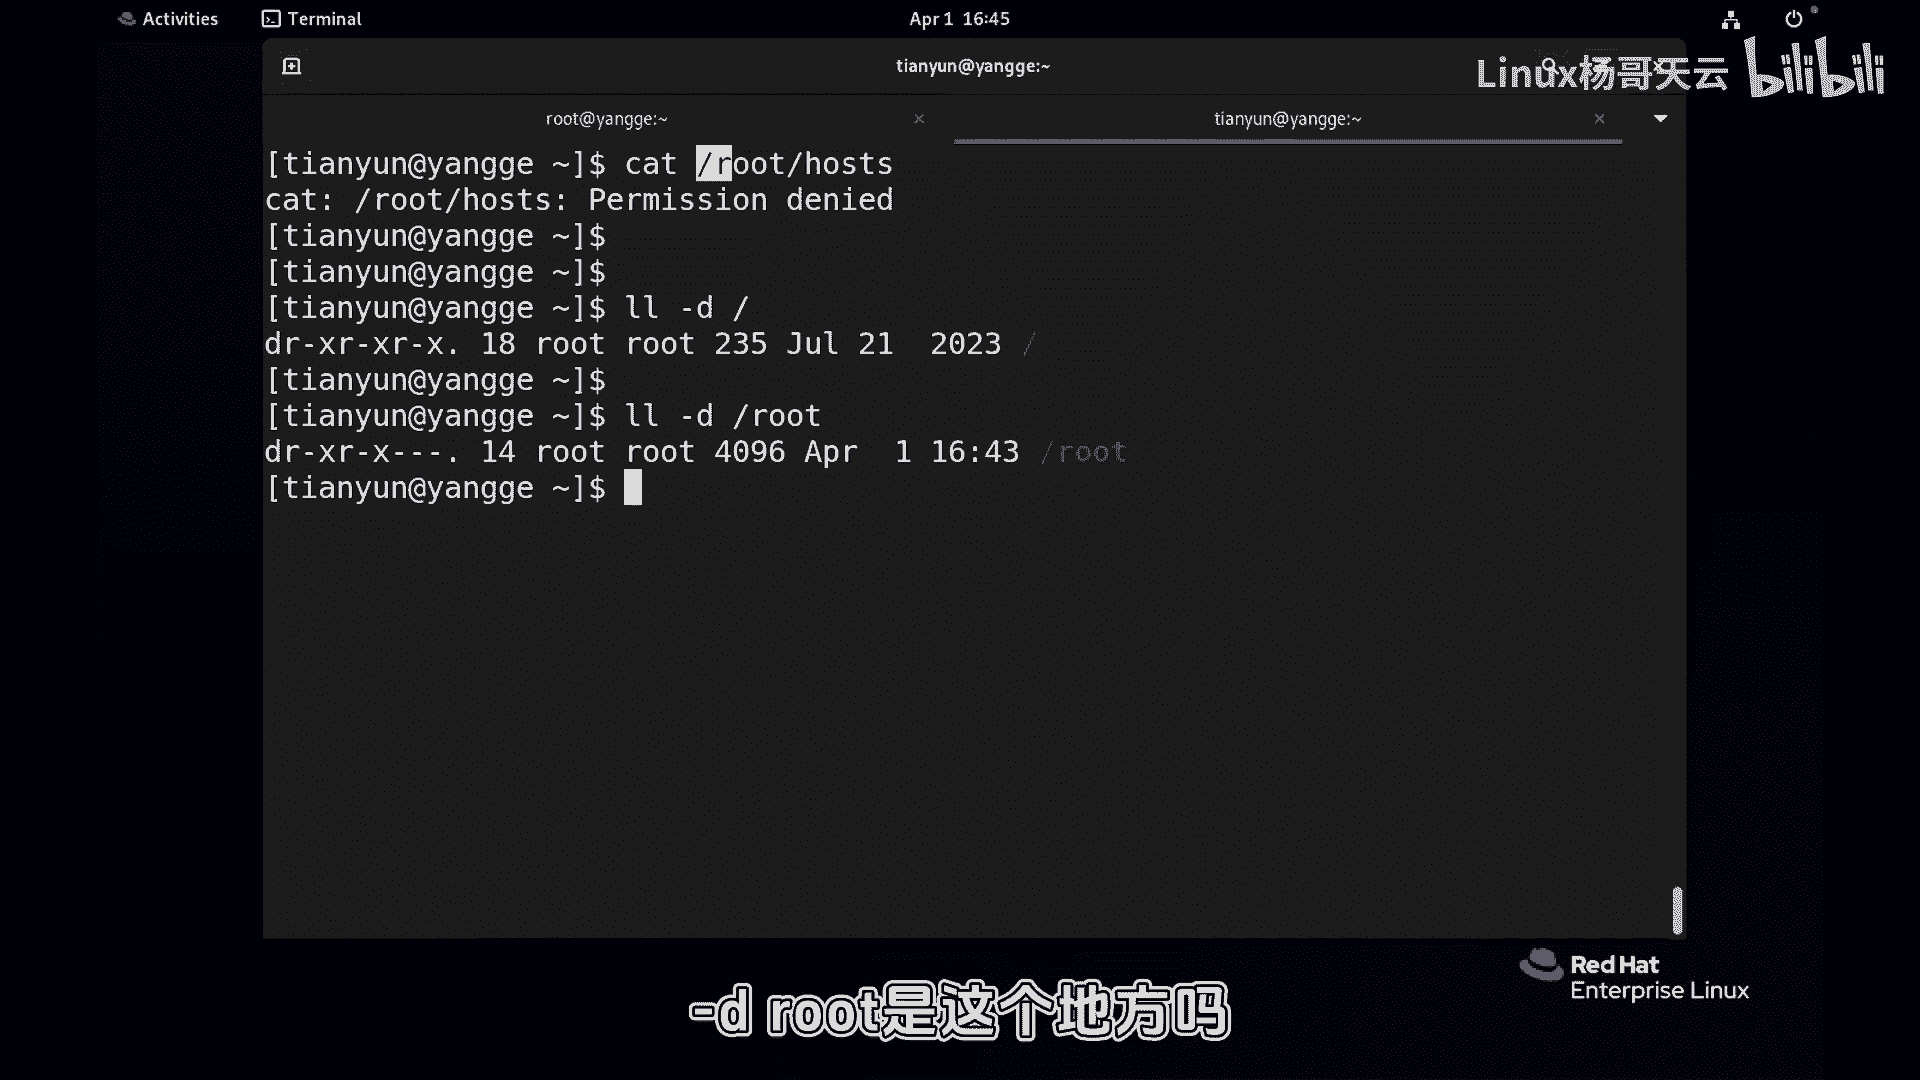 Activities
Terminal
Apr 1 16:45
tianyun@yangge:~
Linux杨哥天云 bilibili
root@yangge:~
tianyun@yangge:~
[tianyun@yangge ~]$ cat /root/hosts
cat: /root/hosts: Permission denied
[tianyun@yangge ~]$
[tianyun@yangge ~]$
[tianyun@yangge ~]$ ll -d /
dr-xr-xr-x. 18 root root 235 Jul 21  2023 /
[tianyun@yangge ~]$
[tianyun@yangge ~]$ ll -d /root
dr-xr-x---. 14 root root 4096 Apr  1 16:43 /root
[tianyun@yangge ~]$
Red Hat
Enterprise Linux
-d root是这个地方吗